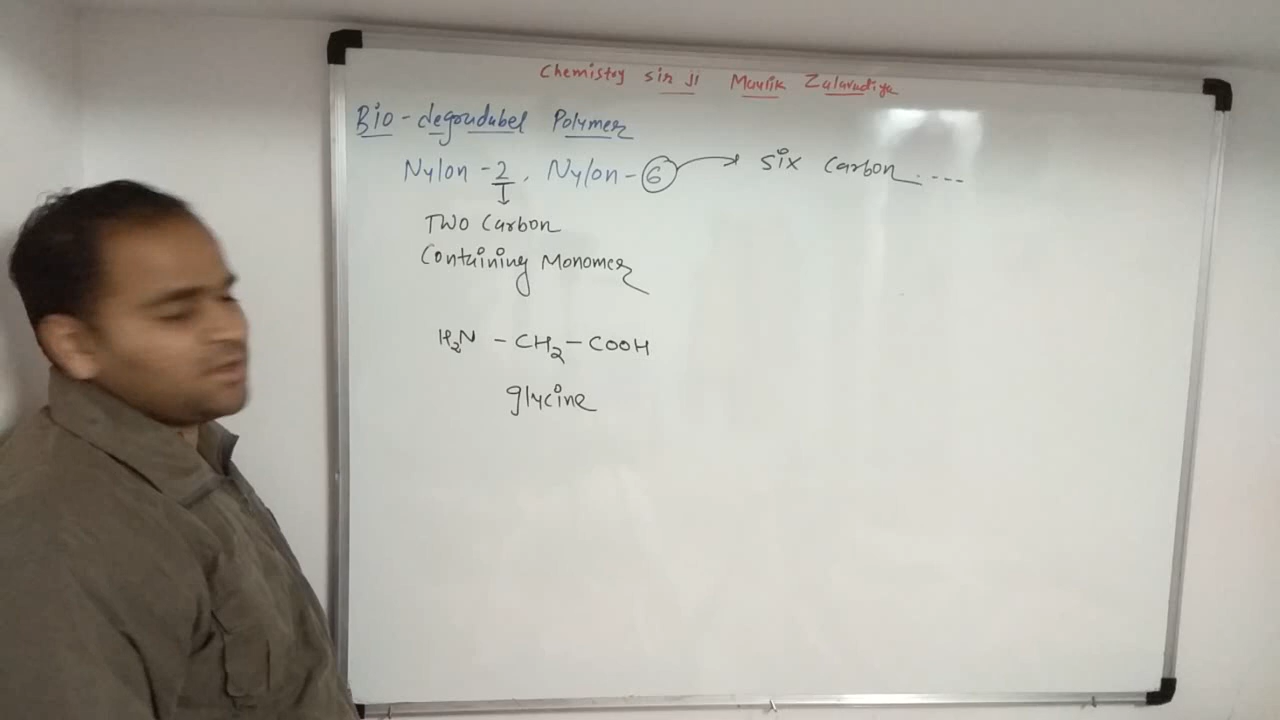 Chemistry sir ji Maulik Zalavadiya
Bio-degradabel Polymer
Nylon-2, Nylon-6 → six carbon....
Two Carbon
Containing Monomer
H₂N – CH₂ – COOH
glycine